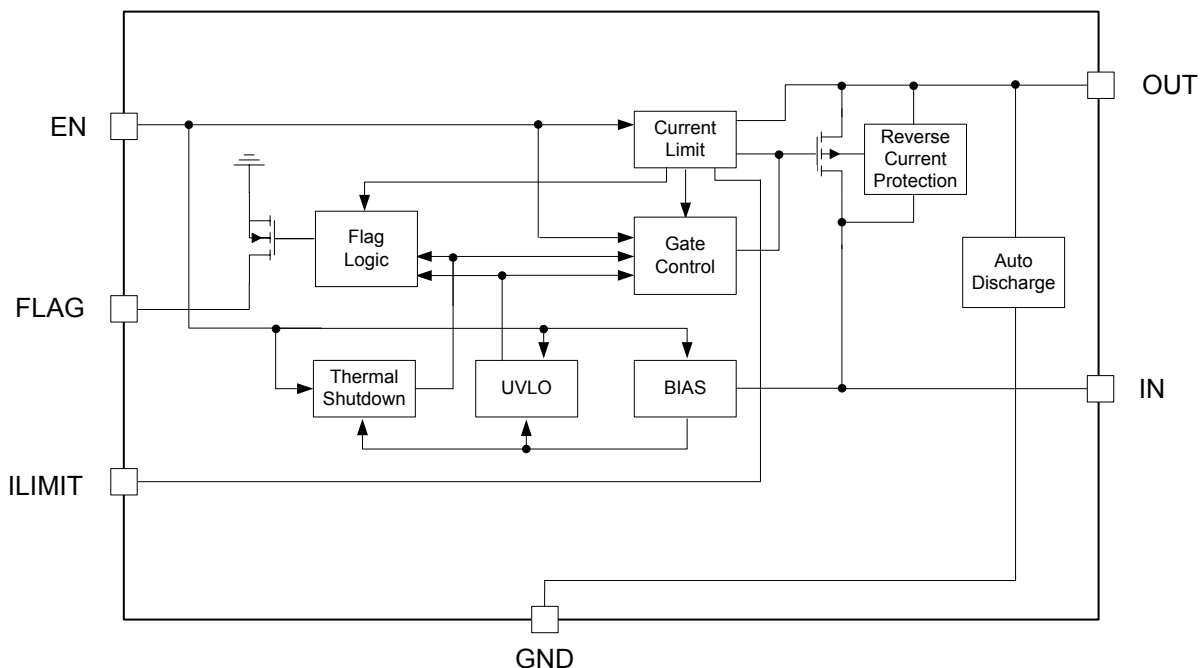 OUT
EN
Current
Limit
Reverse
Current
Protection
Flag
Logic
Gate
Control
Auto
Discharge
FLAG
Thermal
Shutdown
UVLO
BIAS
IN
ILIMIT
GND